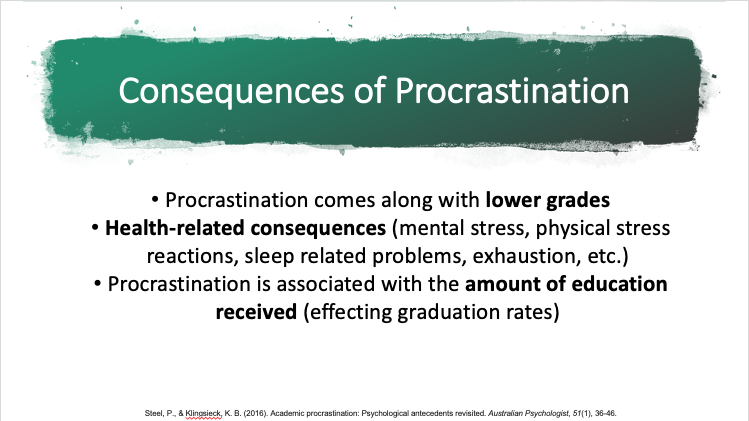 Consequences of Procrastination
• Procrastination comes along with lower grades
• Health-related consequences (mental stress, physical stress
reactions, sleep related problems, exhaustion, etc.)
• Procrastination is associated with the amount of education
received (effecting graduation rates)
Steel, P., & Klingsieck, K. B. (2016). Academic procrastination: Psychological antecedents revisited. Australian Psychologist, 51(1), 36-46.